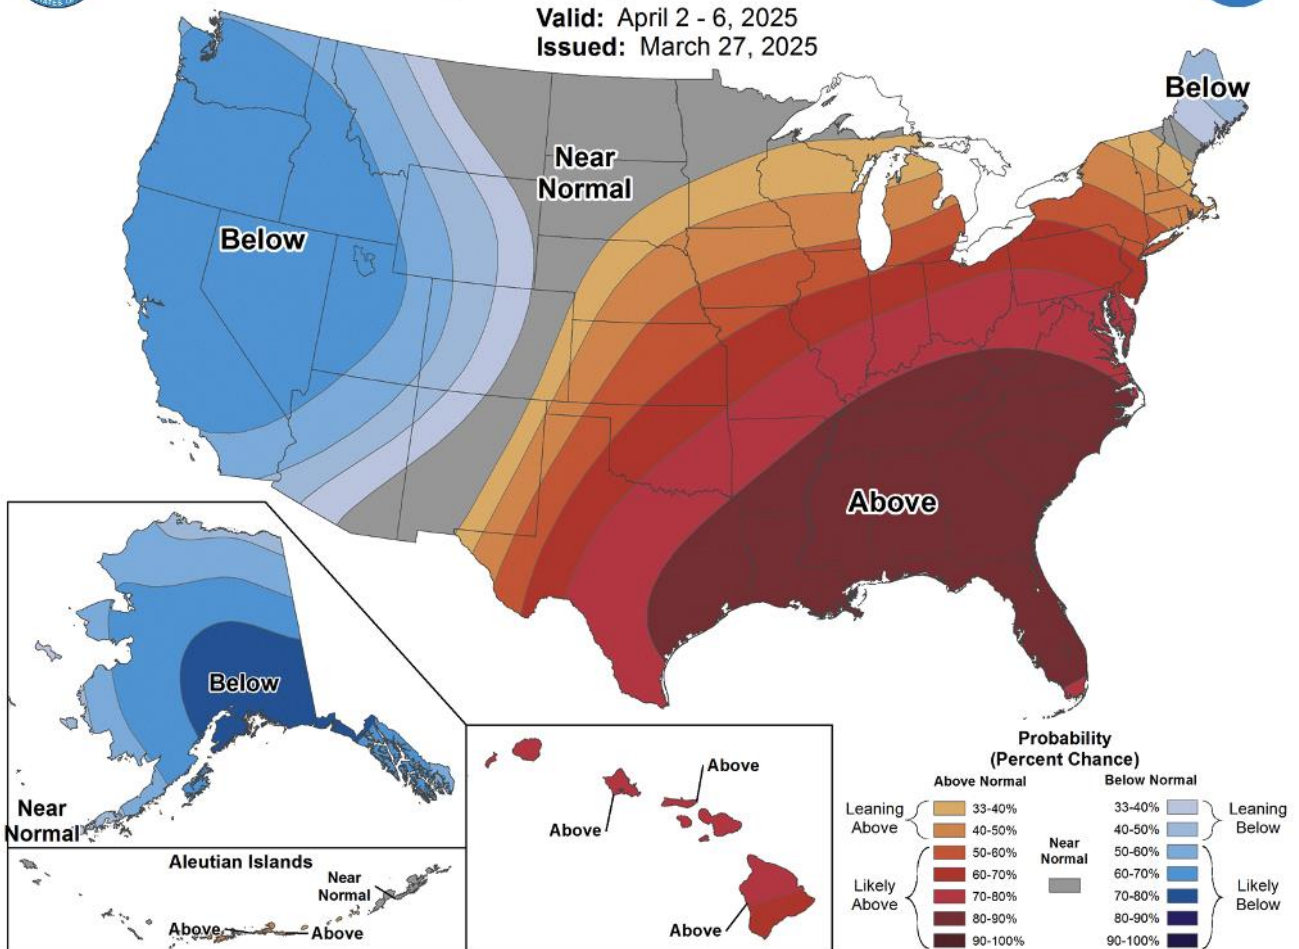 Valid: April 2 - 6, 2025
Issued: March 27, 2025
Below
Near
Normal
Below
Above
Below
Near
Normal
Aleutian Islands
Near
Normal
Above
Above
Above
Above
Above
Probability
(Percent Chance)
Above Normal
Below Normal
Leaning
Above
33-40%
40-50%
Likely
Above
50-60%
60-70%
70-80%
80-90%
90-100%
Near
Normal
33-40%
40-50%
Leaning
Below
50-60%
60-70%
70-80%
80-90%
90-100%
Likely
Below